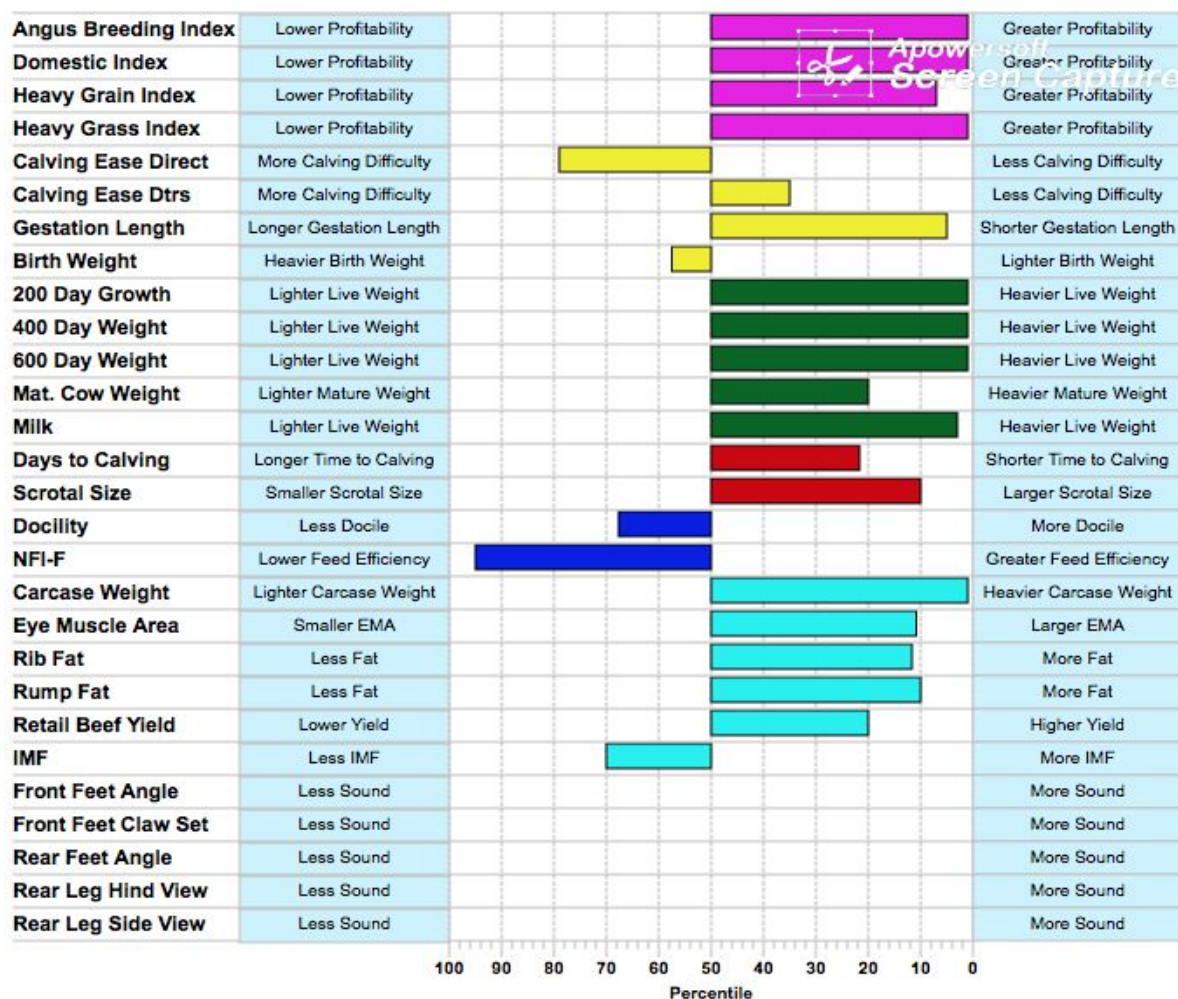 Angus Breeding Index Lower Profitability Greater Profitability
Domestic Index Lower Profitability Greater Profitability
Heavy Grain Index Lower Profitability Greater Profitability
Heavy Grass Index Lower Profitability Greater Profitability
Calving Ease Direct More Calving Difficulty Less Calving Difficulty
Calving Ease Dtrs More Calving Difficulty Less Calving Difficulty
Gestation Length Longer Gestation Length Shorter Gestation Length
Birth Weight Heavier Birth Weight Lighter Birth Weight
200 Day Growth Lighter Live Weight Heavier Live Weight
400 Day Weight Lighter Live Weight Heavier Live Weight
600 Day Weight Lighter Live Weight Heavier Live Weight
Mat. Cow Weight Lighter Mature Weight Heavier Mature Weight
Milk Lighter Live Weight Heavier Live Weight
Days to Calving Longer Time to Calving Shorter Time to Calving
Scrotal Size Smaller Scrotal Size Larger Scrotal Size
Docility Less Docile More Docile
NFI-F Lower Feed Efficiency Greater Feed Efficiency
Carcase Weight Lighter Carcase Weight Heavier Carcase Weight
Eye Muscle Area Smaller EMA Larger EMA
Rib Fat Less Fat More Fat
Rump Fat Less Fat More Fat
Retail Beef Yield Lower Yield Higher Yield
IMF Less IMF More IMF
Front Feet Angle Less Sound More Sound
Front Feet Claw Set Less Sound More Sound
Rear Feet Angle Less Sound More Sound
Rear Leg Hind View Less Sound More Sound
Rear Leg Side View Less Sound More Sound
100 90 80 70 60 50 40 30 20 10 0
Percentile
Apowersoft
Screen Capture